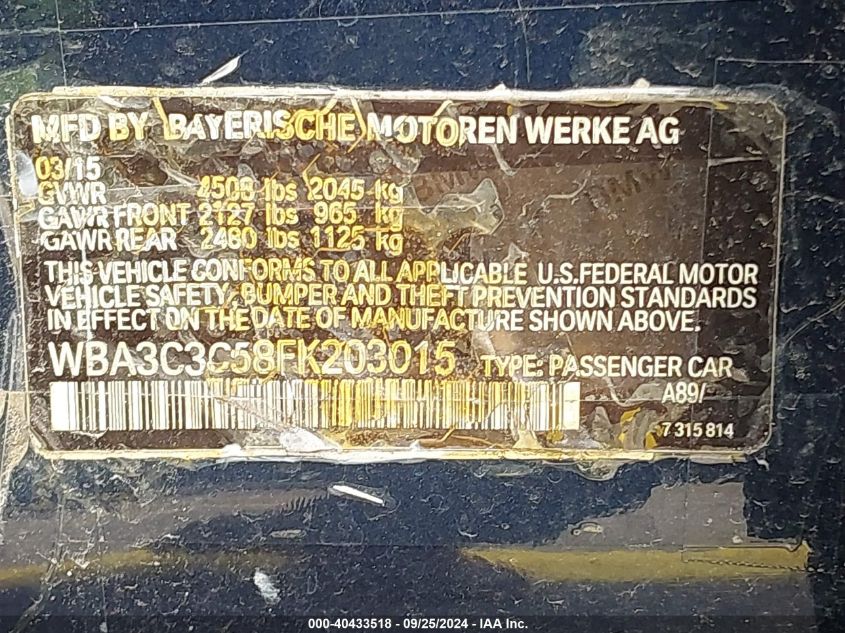 MFD BY BAYERISCHE MOTOREN WERKE AG
03/15
GVWR 4508 lbs 2045 kg
GAWR FRONT 2127 lbs 965 kg
GAWR REAR 2480 lbs 1125 kg
THIS VEHICLE CONFORMS TO ALL APPLICABLE U.S. FEDERAL MOTOR
VEHICLE SAFETY, BUMPER AND THEFT PREVENTION STANDARDS
IN EFFECT ON THE DATE OF MANUFACTURE SHOWN ABOVE.
WBA3C3C58FK203015 TYPE: PASSENGER CAR
A89/
7 315 814
BMW
BMW
000-40433518 - 09/25/2024 - IAA Inc.